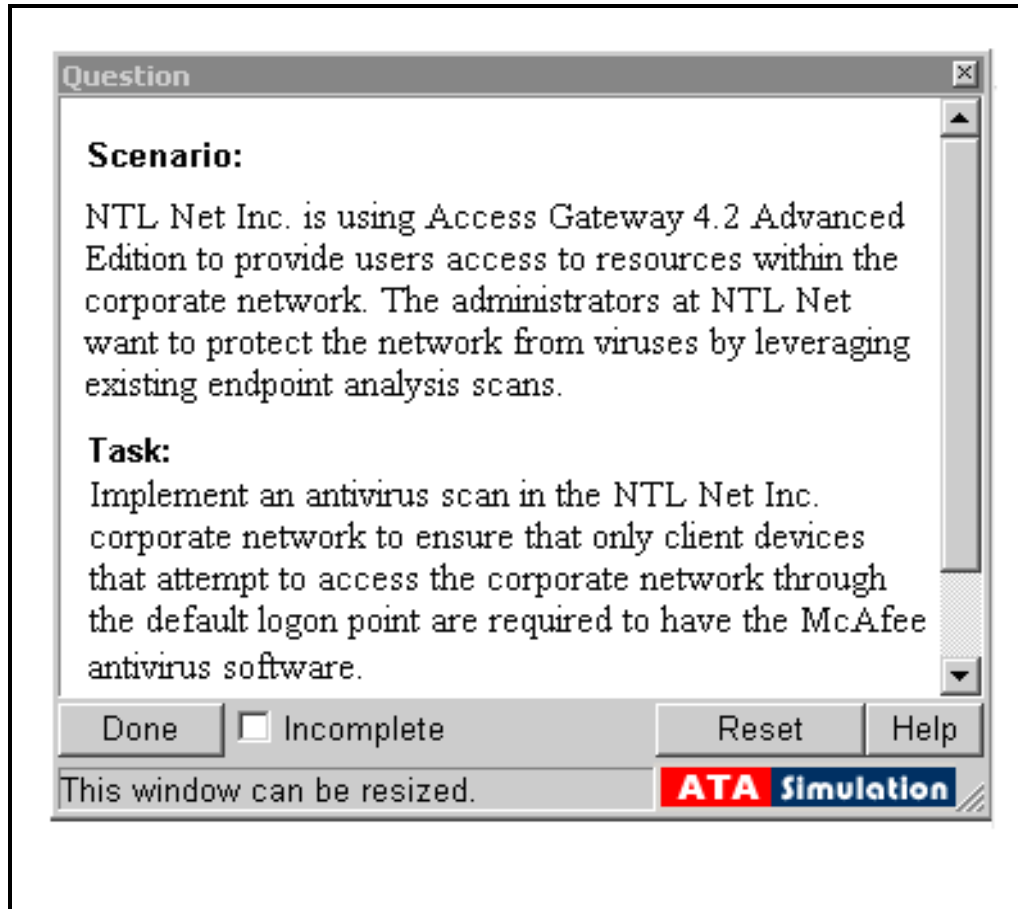 Question
Scenario:
NTL Net Inc. is using Access Gateway 4.2 Advanced
Edition to provide users access to resources within the
corporate network. The administrators at NTL Net
want to protect the network from viruses by leveraging
existing endpoint analysis scans.
Task:
Implement an antivirus scan in the NTL Net Inc.
corporate network to ensure that only client devices
that attempt to access the corporate network through
the default logon point are required to have the McAfee
antivirus software.
Done Incomplete Reset Help
This window can be resized. ATA Simulation